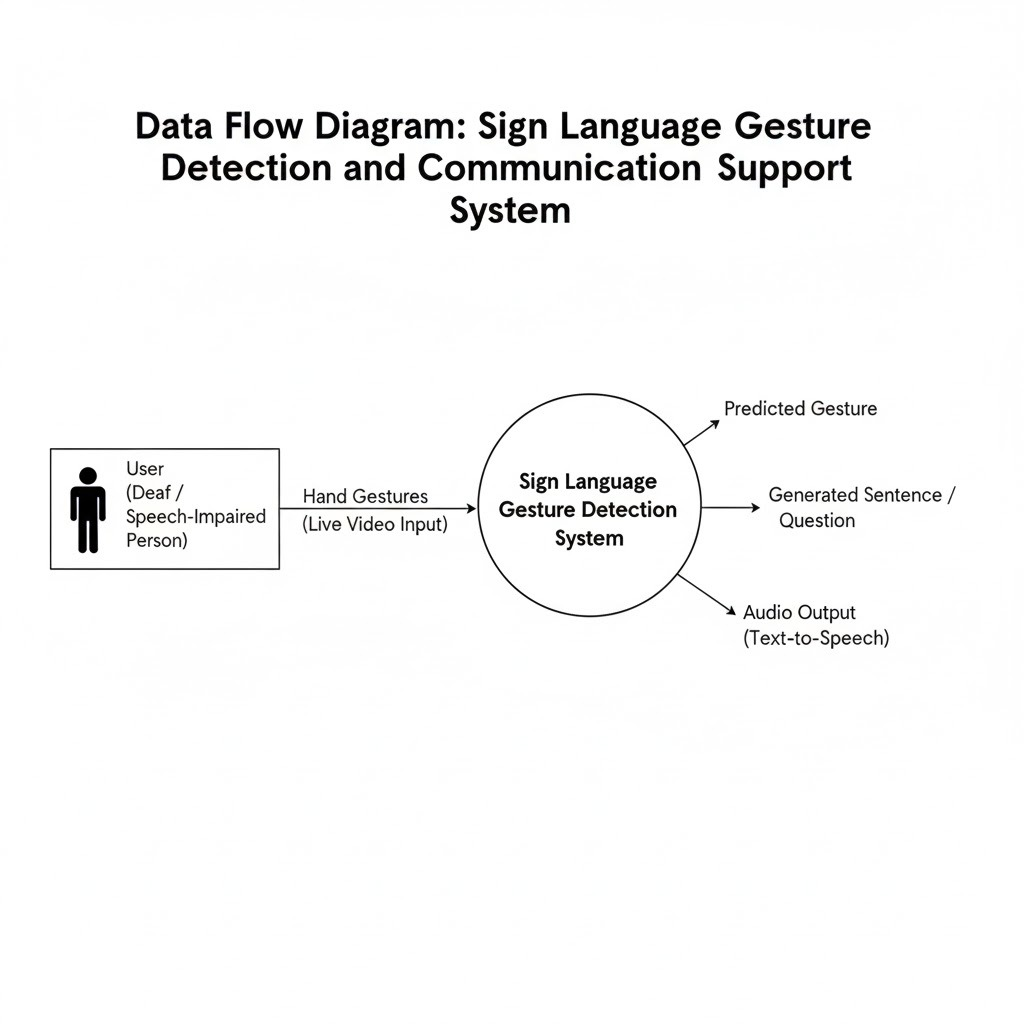 Data Flow Diagram: Sign Language Gesture
Detection and Communication Support
System
User
(Deaf /
Speech-Impaired
Person)
Hand Gestures
(Live Video Input)
Sign Language
Gesture Detection
System
Predicted Gesture
Generated Sentence /
Question
Audio Output
(Text-to-Speech)